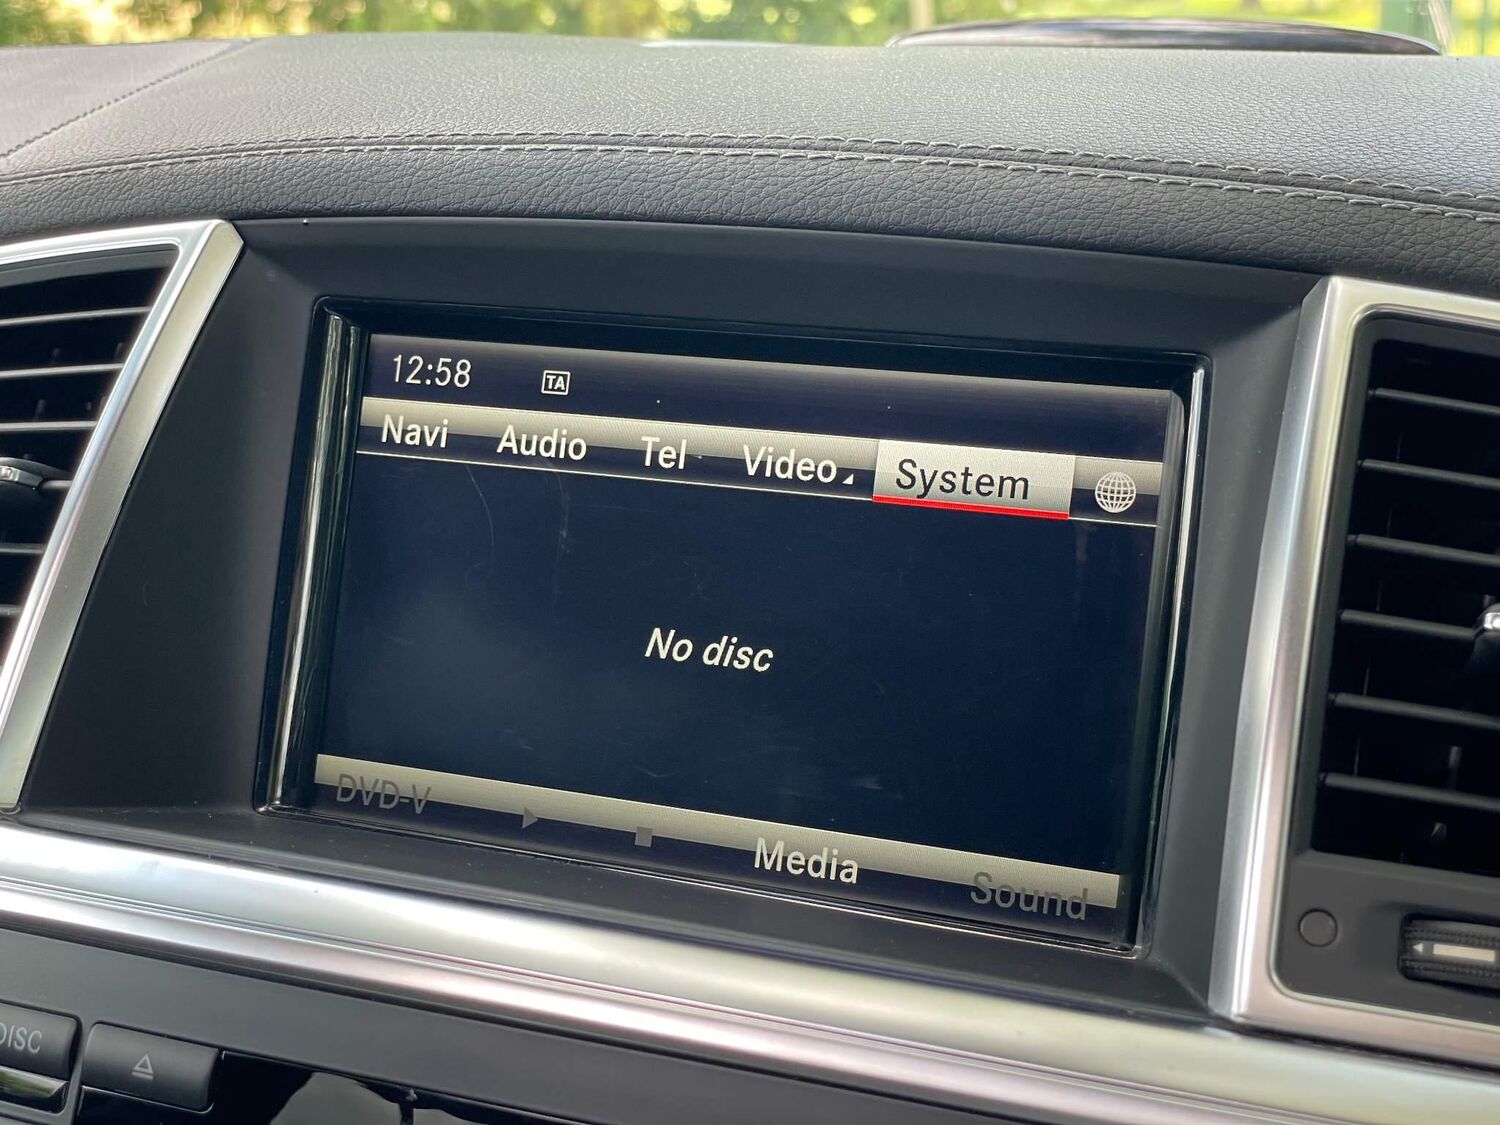 12:58 TA
Navi Audio Tel Video System
No disc
DVD-V Media Sound
DISC